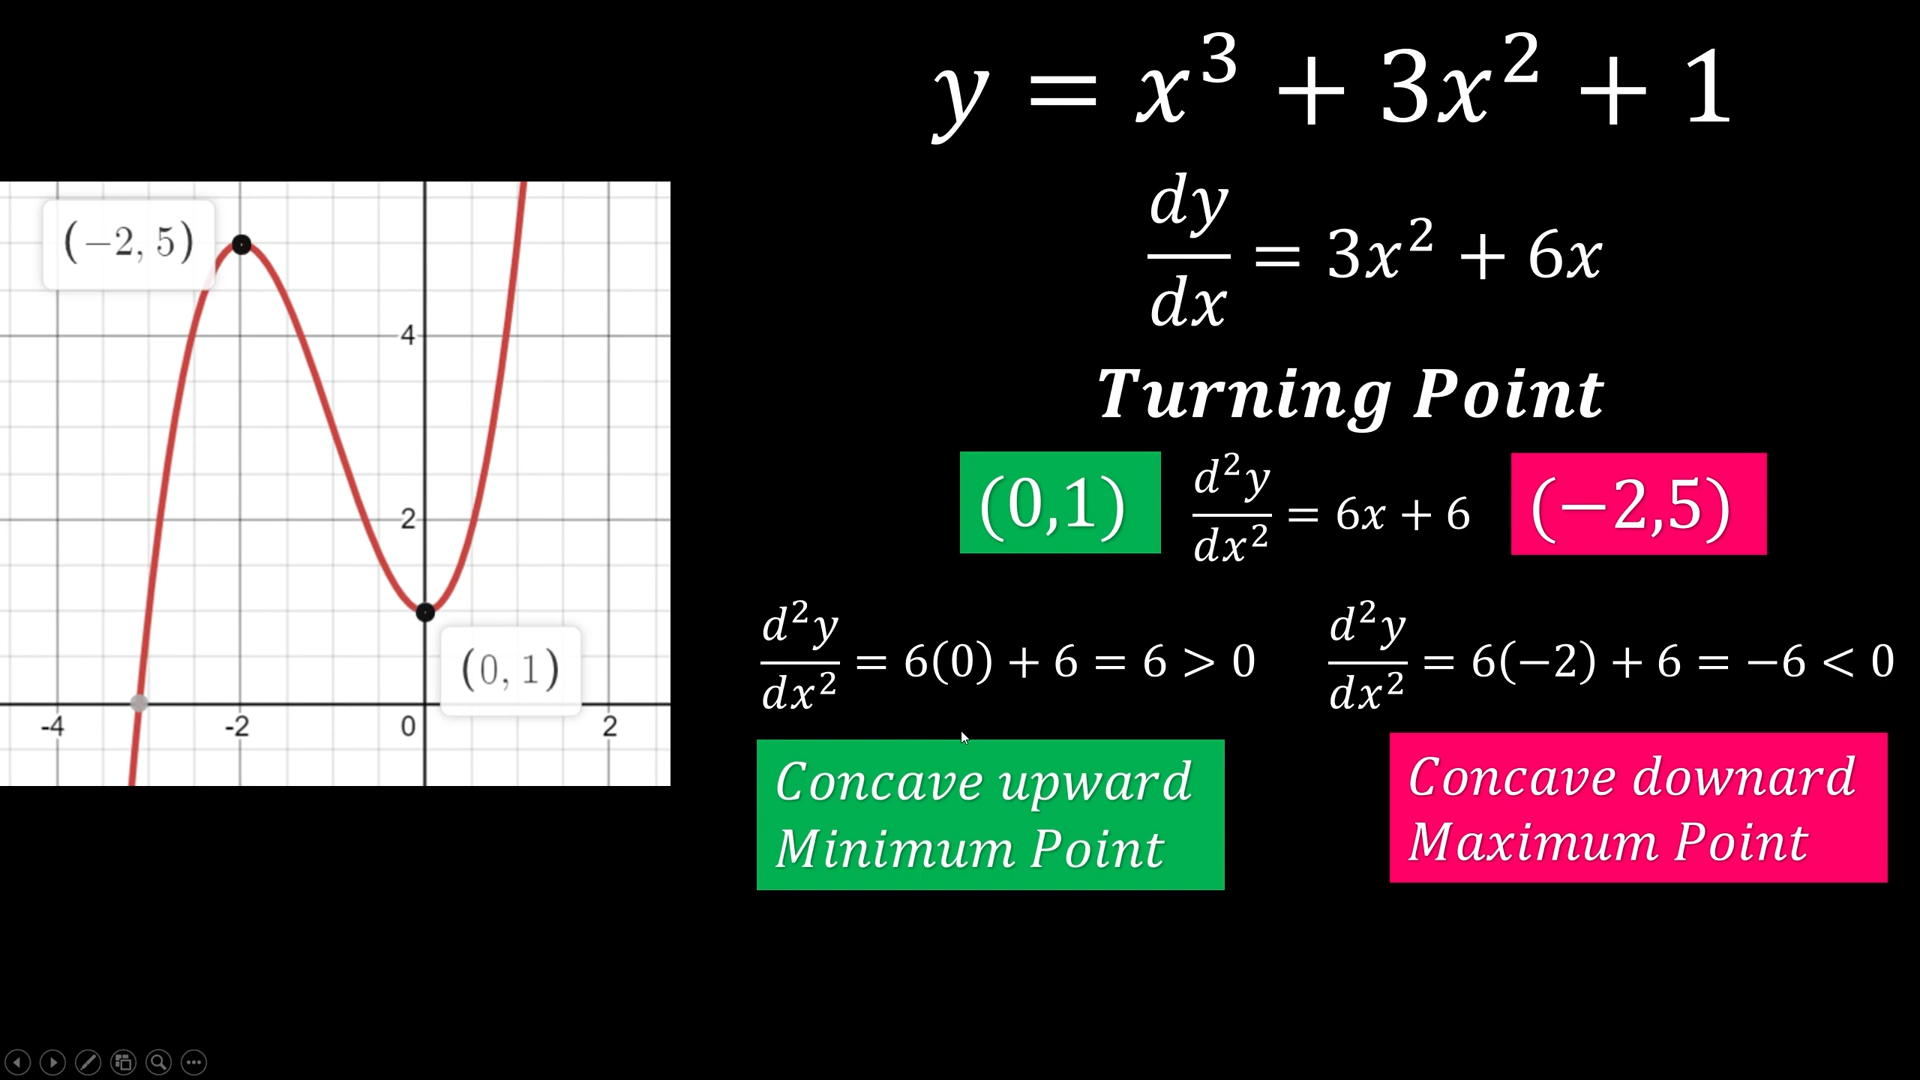 y = x³ + 3x² + 1
dy/dx = 3x² + 6x
Turning Point
(0,1)
d²y/dx² = 6x + 6
(−2,5)
d²y/dx² = 6(0) + 6 = 6 > 0
d²y/dx² = 6(−2) + 6 = −6 < 0
Concave upward
Minimum Point
Concave downard
Maximum Point
(−2, 5)
4
2
(0, 1)
-4
-2
0
2